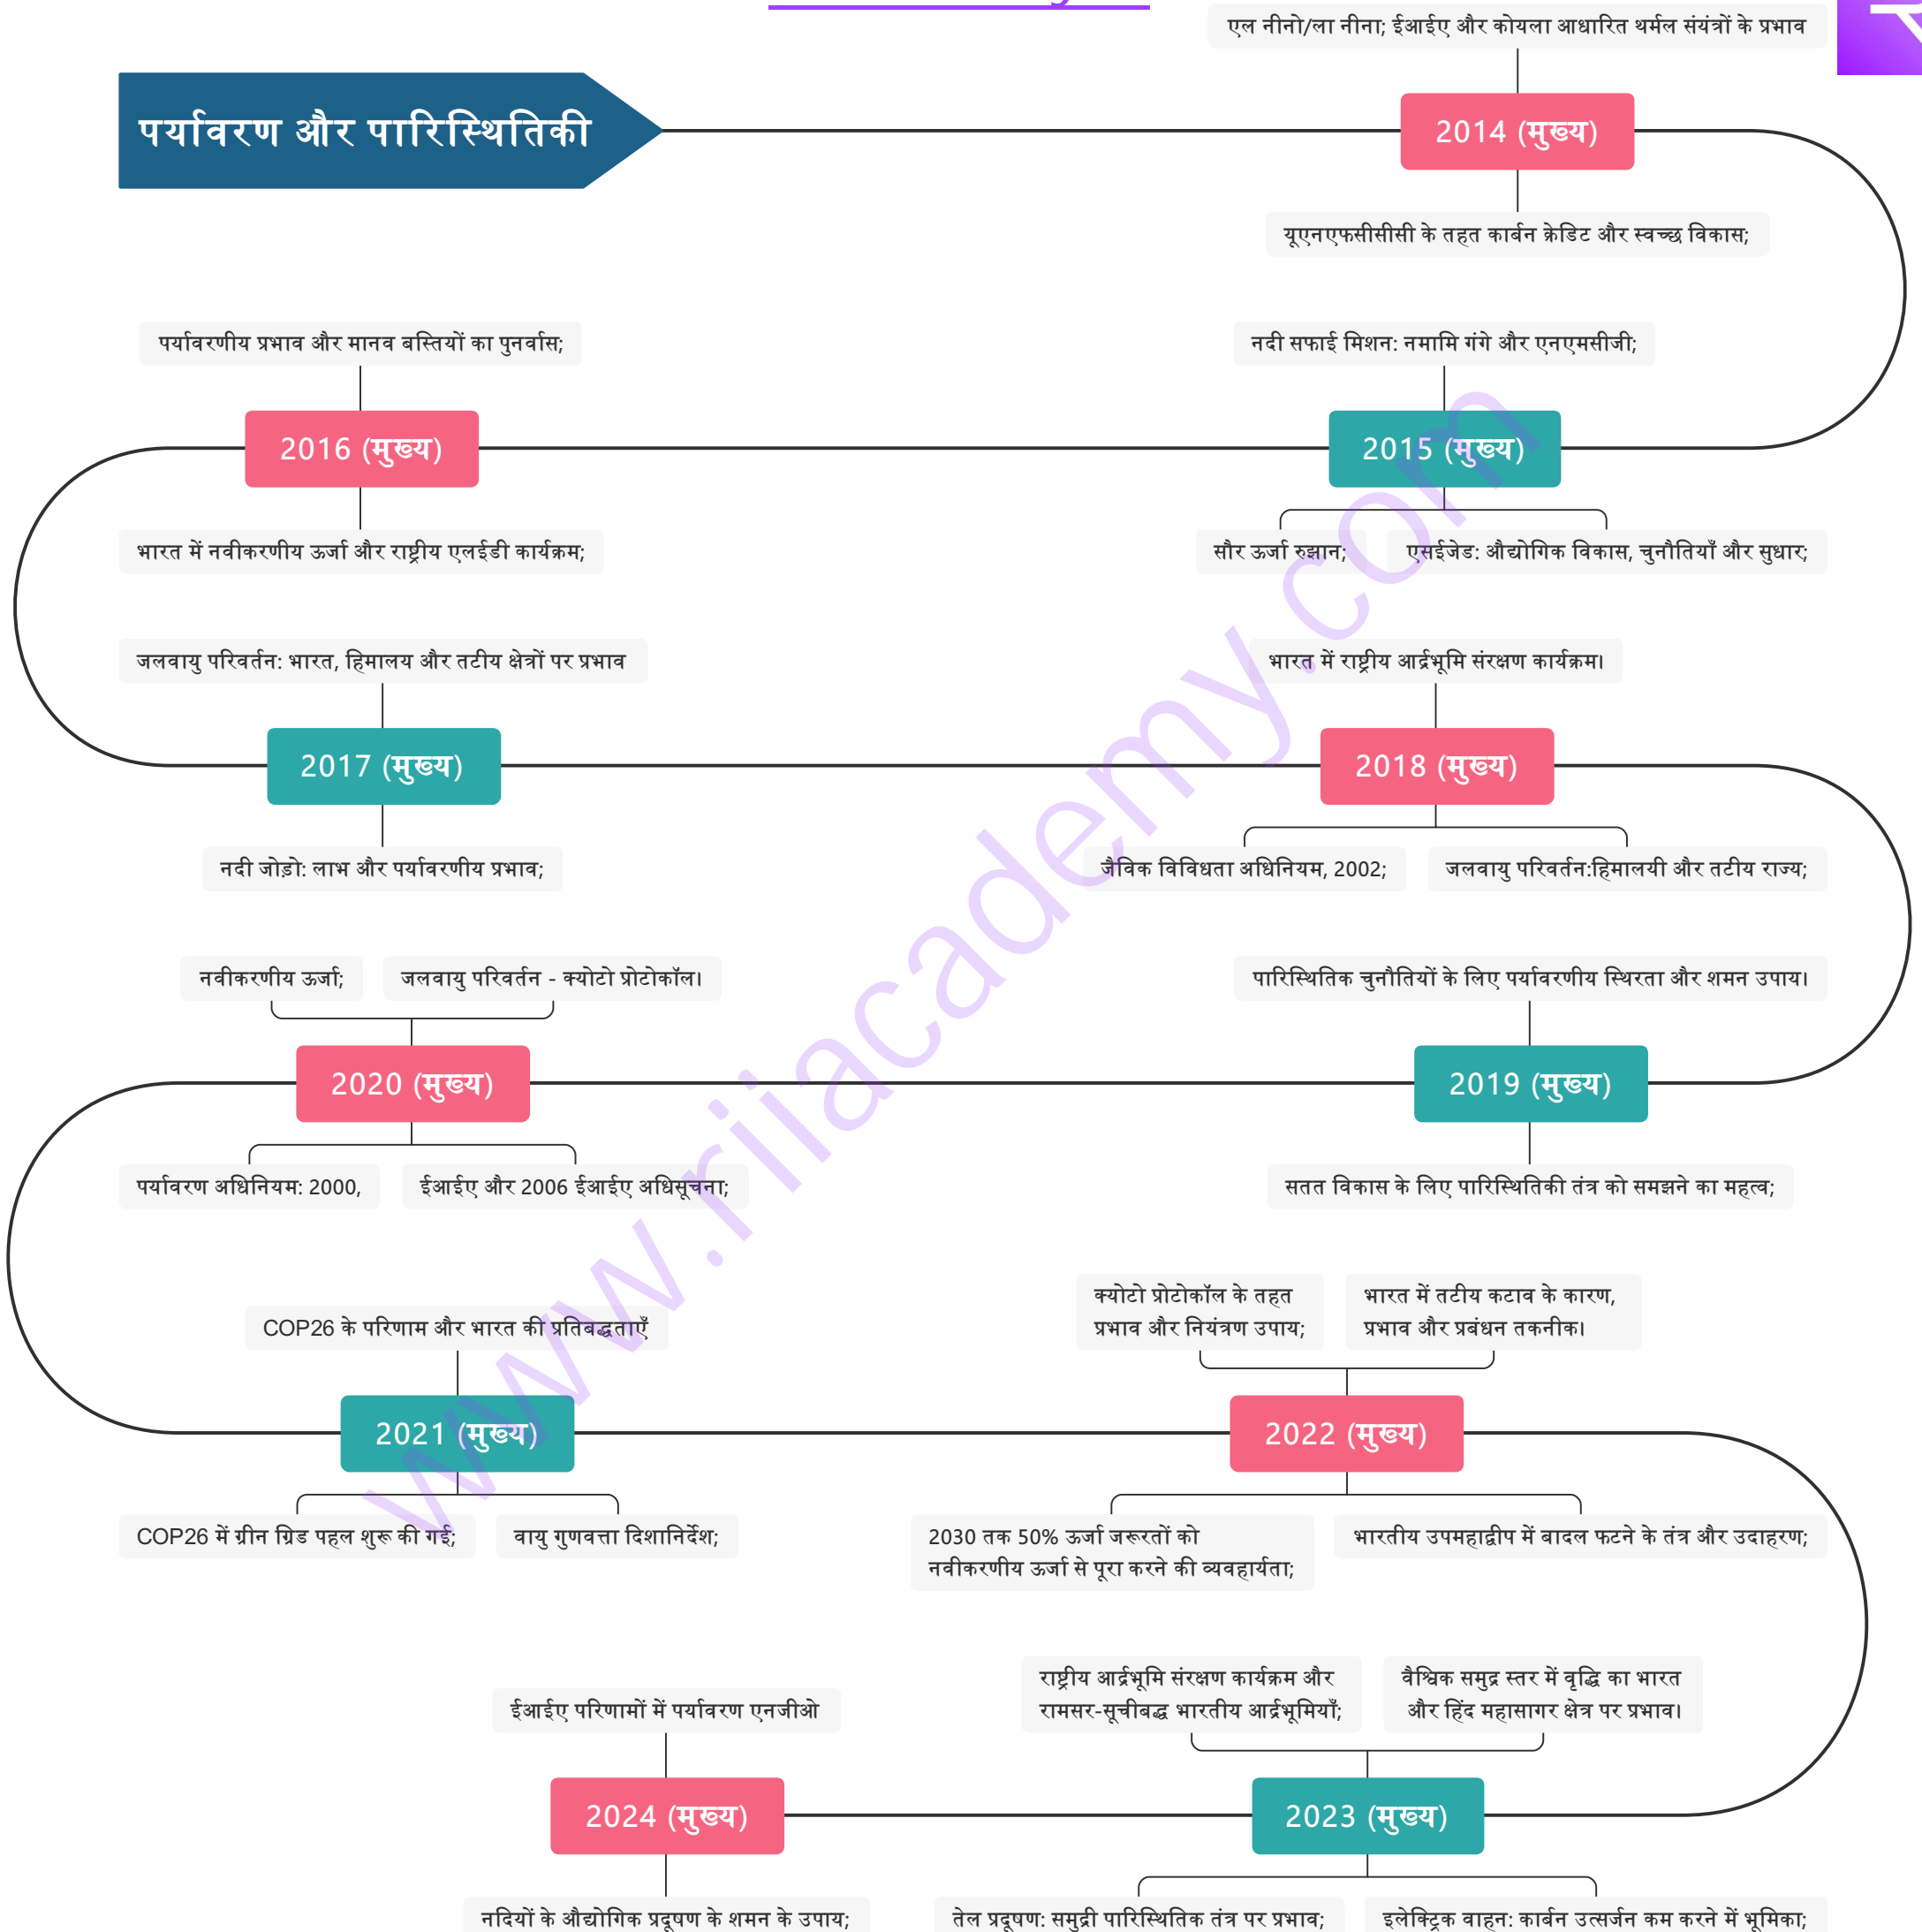 एल नीनो/ला नीना; ईआईए और कोयला आधारित थर्मल संयंत्रों के प्रभाव
पर्यावरण और पारिस्थितिकी
2014 (मुख्य)
यूएनएफसीसीसी के तहत कार्बन क्रेडिट और स्वच्छ विकास;
पर्यावरणीय प्रभाव और मानव बस्तियों का पुनर्वास;
नदी सफाई मिशन: नमामि गंगे और एनएमसीजी;
2016 (मुख्य)
2015 (मुख्य)
भारत में नवीकरणीय ऊर्जा और राष्ट्रीय एलईडी कार्यक्रम;
सौर ऊर्जा रुझान;
एसईजेड: औद्योगिक विकास, चुनौतियाँ और सुधार;
जलवायु परिवर्तन: भारत, हिमालय और तटीय क्षेत्रों पर प्रभाव
भारत में राष्ट्रीय आर्द्रभूमि संरक्षण कार्यक्रम।
2017 (मुख्य)
2018 (मुख्य)
नदी जोड़ो: लाभ और पर्यावरणीय प्रभाव;
जैविक विविधता अधिनियम, 2002;
जलवायु परिवर्तन:हिमालयी और तटीय राज्य;
नवीकरणीय ऊर्जा;
जलवायु परिवर्तन - क्योटो प्रोटोकॉल।
पारिस्थितिक चुनौतियों के लिए पर्यावरणीय स्थिरता और शमन उपाय।
2020 (मुख्य)
2019 (मुख्य)
पर्यावरण अधिनियम: 2000,
ईआईए और 2006 ईआईए अधिसूचना;
सतत विकास के लिए पारिस्थितिकी तंत्र को समझने का महत्व;
COP26 के परिणाम और भारत की प्रतिबद्धताएँ
क्योटो प्रोटोकॉल के तहत
प्रभाव और नियंत्रण उपाय;
भारत में तटीय कटाव के कारण,
प्रभाव और प्रबंधन तकनीक।
2021 (मुख्य)
2022 (मुख्य)
COP26 में ग्रीन ग्रिड पहल शुरू की गई;
वायु गुणवत्ता दिशानिर्देश;
2030 तक 50% ऊर्जा जरूरतों को
नवीकरणीय ऊर्जा से पूरा करने की व्यवहार्यता;
भारतीय उपमहाद्वीप में बादल फटने के तंत्र और उदाहरण;
ईआईए परिणामों में पर्यावरण एनजीओ
राष्ट्रीय आर्द्रभूमि संरक्षण कार्यक्रम और
रामसर-सूचीबद्ध भारतीय आर्द्रभूमियाँ;
वैश्विक समुद्र स्तर में वृद्धि का भारत
और हिंद महासागर क्षेत्र पर प्रभाव।
2024 (मुख्य)
2023 (मुख्य)
नदियों के औद्योगिक प्रदूषण के शमन के उपाय;
तेल प्रदूषण: समुद्री पारिस्थितिक तंत्र पर प्रभाव;
इलेक्ट्रिक वाहन: कार्बन उत्सर्जन कम करने में भूमिका;
www.riiacademy.com